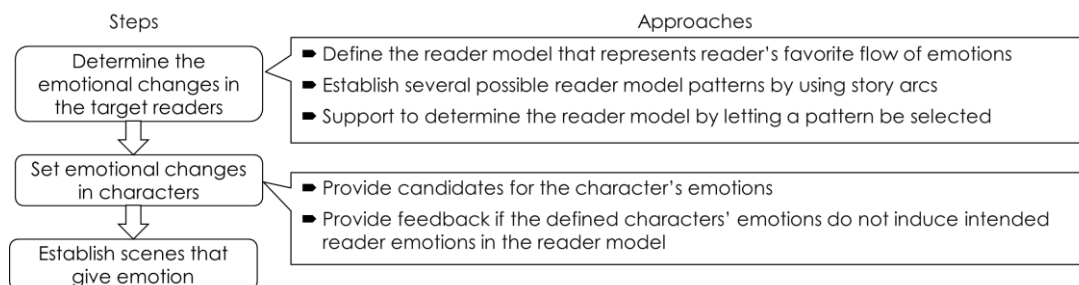 Steps
Approaches
Determine the
emotional changes in
the target readers
Define the reader model that represents reader's favorite flow of emotions
Establish several possible reader model patterns by using story arcs
Support to determine the reader model by letting a pattern be selected
Set emotional changes
in characters
Provide candidates for the character's emotions
Provide feedback if the defined characters' emotions do not induce intended
reader emotions in the reader model
Establish scenes that
give emotion